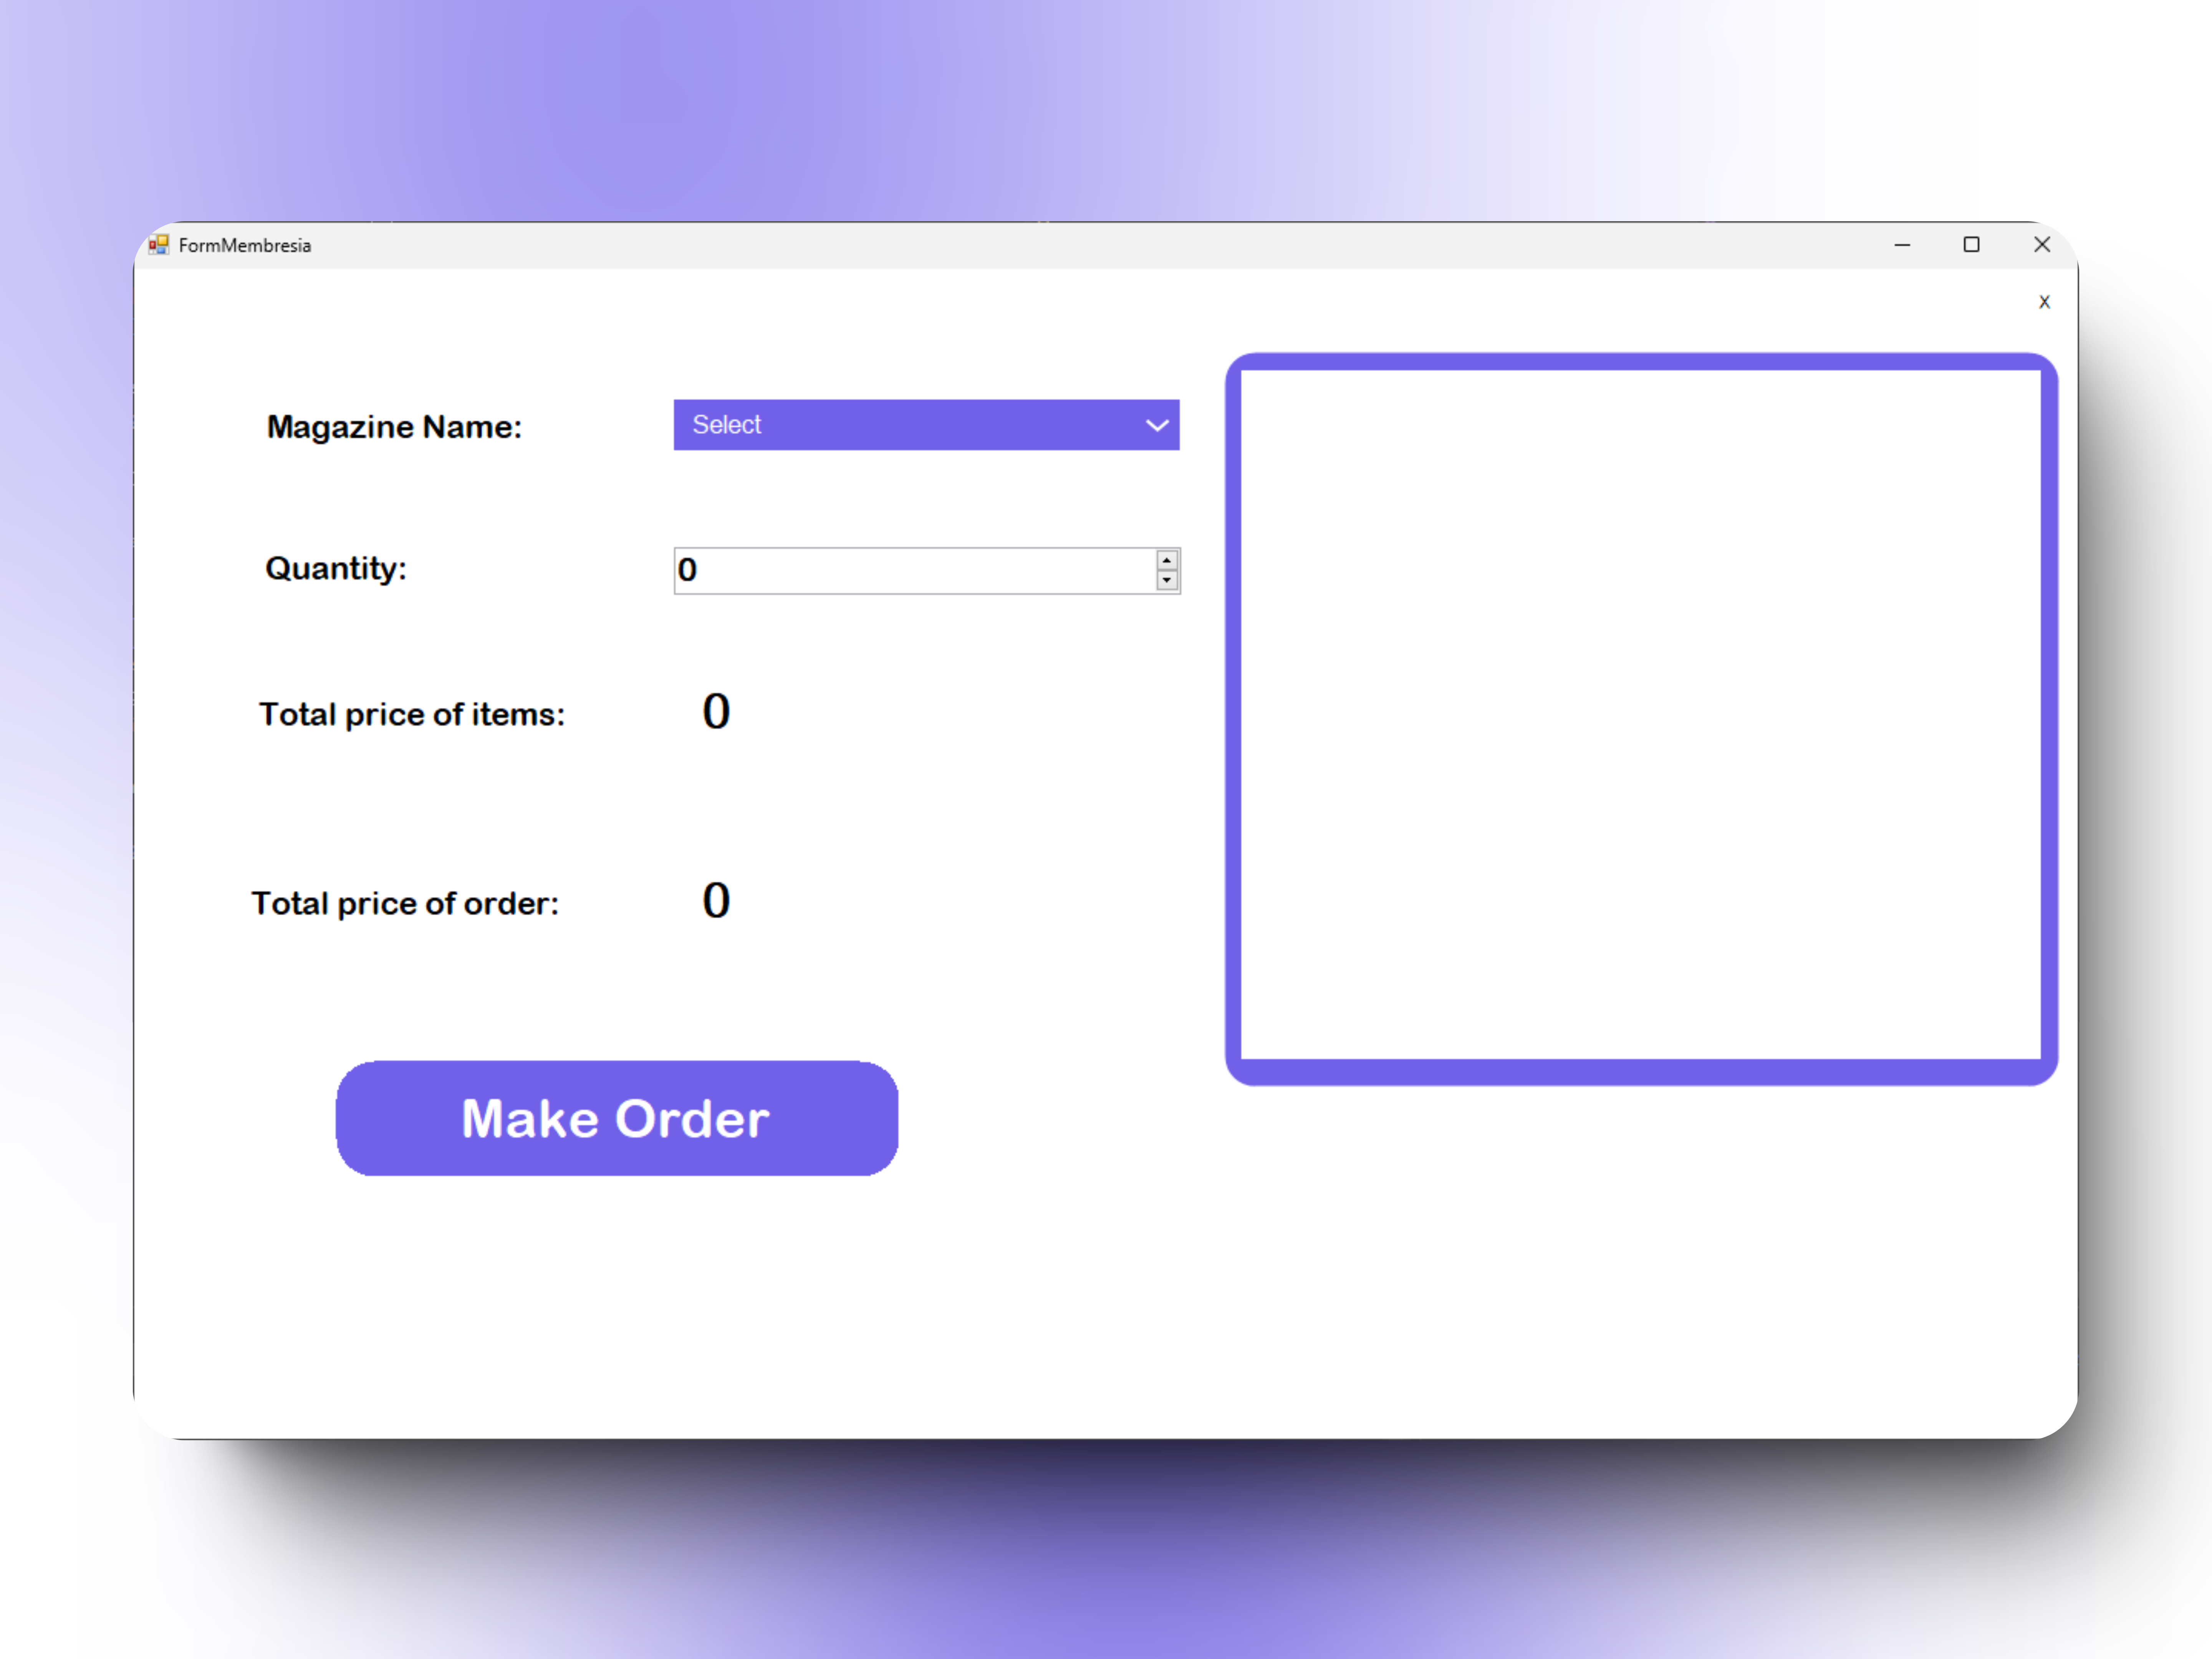 FormMembresia
X
Magazine Name:
Select
Quantity:
0
Total price of items:
0
Total price of order:
0
Make Order